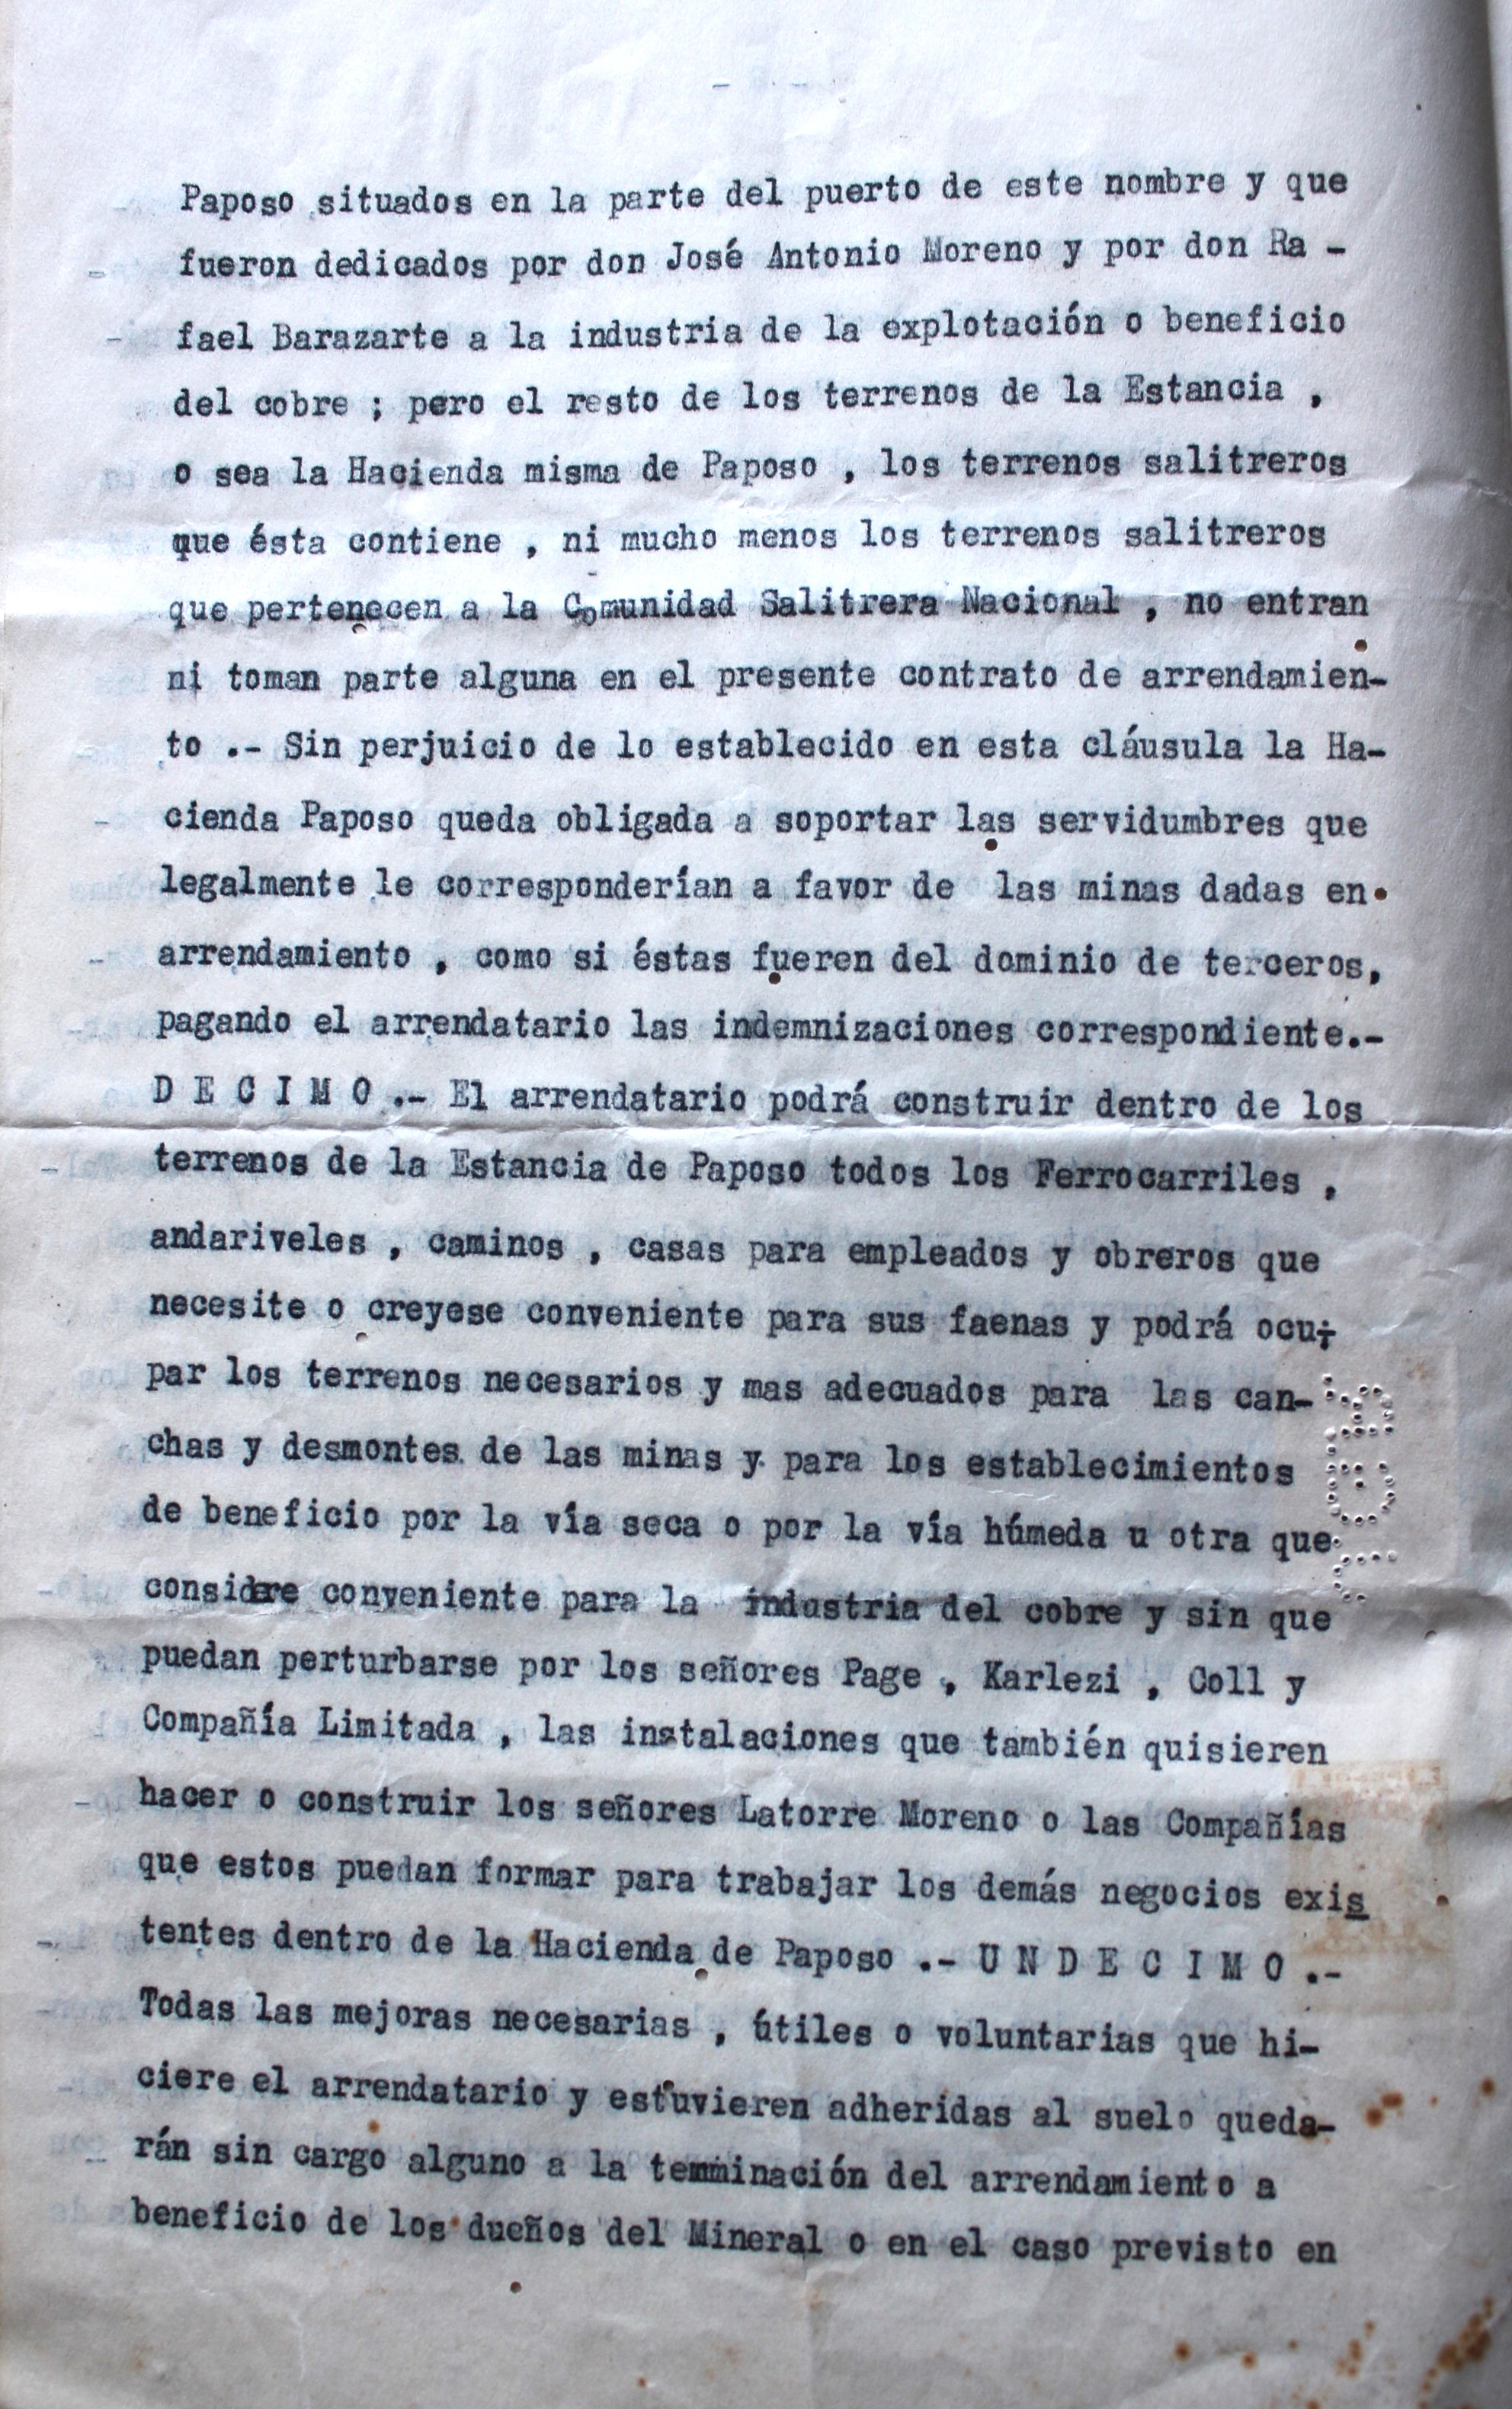 Paposo situados en la parte del puerto de este nombre y que
fueron dedicados por don José Antonio Moreno y por don Ra -
fael Barazarte a la industria de la explotación o beneficio
del cobre ; pero el resto de los terrenos de la Estancia ,
o sea la Hacienda misma de Paposo , los terrenos salitreros
que ésta contiene , ni mucho menos los terrenos salitreros
que pertenecen a la Comunidad Salitrera Nacional , no entran
ni toman parte alguna en el presente contrato de arrendamien-
to .- Sin perjuicio de lo establecido en esta cláusula la Ha-
cienda Paposo queda obligada a soportar las servidumbres que
legalmente le corresponderían a favor de las minas dadas en
arrendamiento , como si éstas fueren del dominio de terceros,
pagando el arrendatario las indemnizaciones correspondiente.-
D E C I M O .- El arrendatario podrá construir dentro de los
terrenos de la Estancia de Paposo todos los Ferrocarriles ,
andariveles , caminos , casas para empleados y obreros que
necesite o creyese conveniente para sus faenas y podrá ocu-
par los terrenos necesarios y mas adecuados para las can-
chas y desmontes de las minas y para los establecimientos
de beneficio por la vía seca o por la vía húmeda u otra que
considere conveniente para la industria del cobre y sin que
puedan perturbarse por los señores Page , Karlezi , Coll y
Compañía Limitada , las instalaciones que también quisieren
hacer o construir los señores Latorre Moreno o las Compañías
que estos puedan formar para trabajar los demás negocios exis
tentes dentro de la Hacienda de Paposo .- U N D E C I M O .-
Todas las mejoras necesarias , útiles o voluntarias que hi-
ciere el arrendatario y estuvieren adheridas al suelo queda-
rán sin cargo alguno a la terminación del arrendamiento a
beneficio de los dueños del Mineral o en el caso previsto en